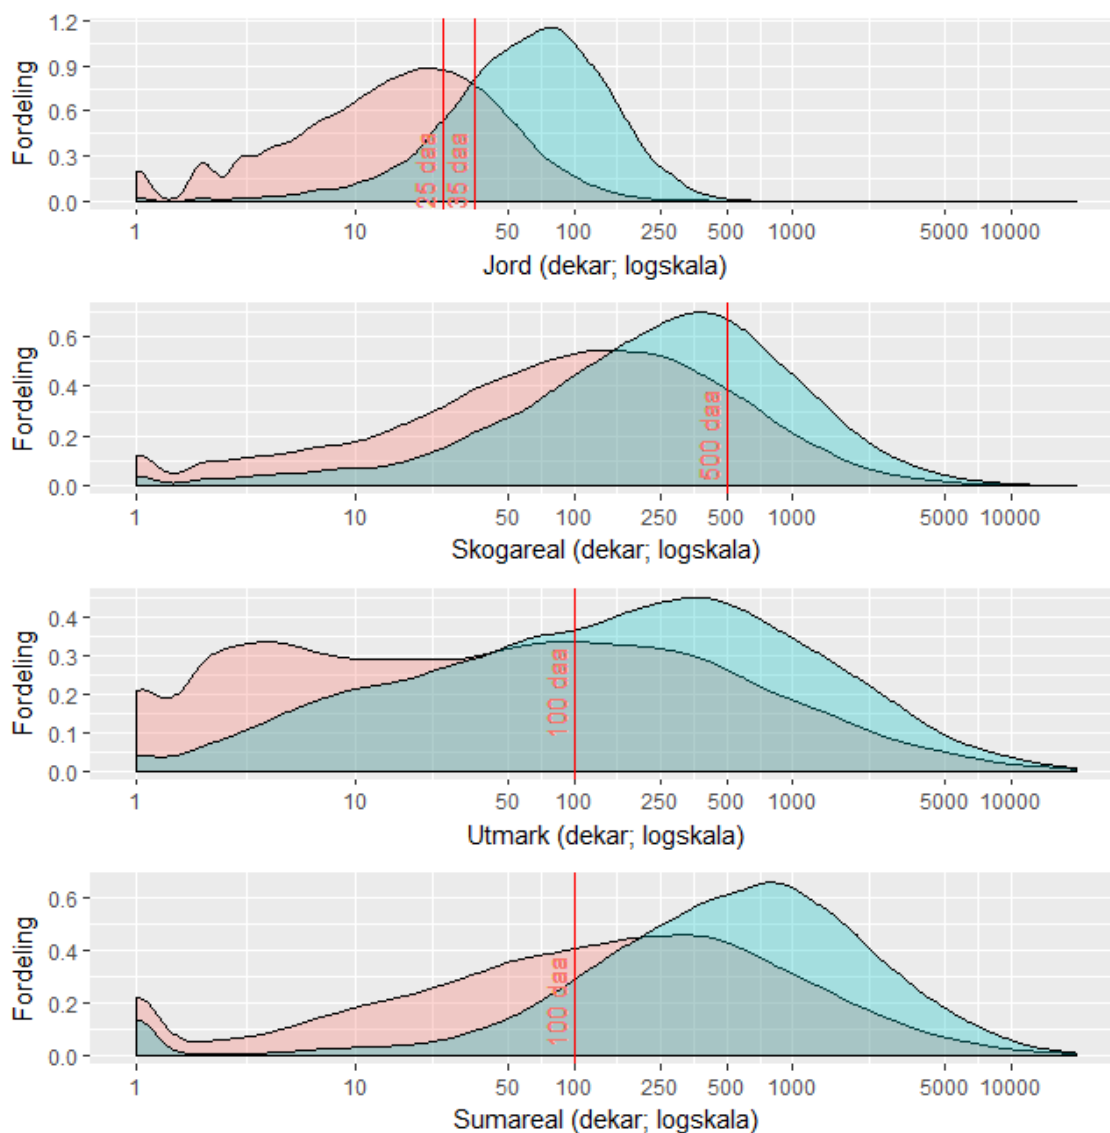 1.2
0.9
0.6
0.3
0.0
Fordeling
25 daa
35 daa
1 10 50 100 250 500 1000 5000 10000
Jord (dekar; logskala)
0.6
0.4
0.2
0.0
Fordeling
500 daa
1 10 50 100 250 500 1000 5000 10000
Skogareal (dekar; logskala)
0.4
0.3
0.2
0.1
0.0
Fordeling
100 daa
1 10 50 100 250 500 1000 5000 10000
Utmark (dekar; logskala)
0.6
0.4
0.2
0.0
Fordeling
100 daa
1 10 50 100 250 500 1000 5000 10000
Sumareal (dekar; logskala)